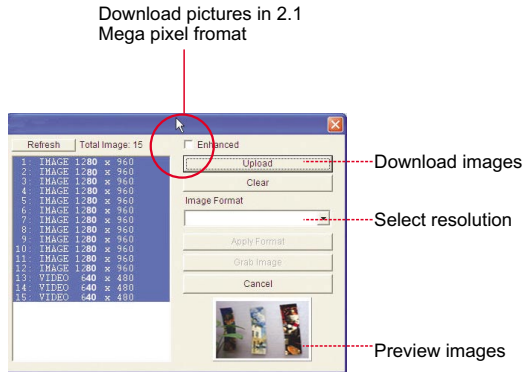 Download pictures in 2.1
Mega pixel fromat
Refresh Total Image: 15
Enhanced
1: IMAGE 1280 x 960
2: IMAGE 1280 x 960
3: IMAGE 1280 x 960
4: IMAGE 1280 x 960
5: IMAGE 1280 x 960
6: IMAGE 1280 x 960
7: IMAGE 1280 x 960
8: IMAGE 1280 x 960
9: IMAGE 1280 x 960
10: IMAGE 1280 x 960
11: IMAGE 1280 x 960
12: IMAGE 1280 x 960
13: VIDEO 640 x 480
14: VIDEO 640 x 480
15: VIDEO 640 x 480
Upload
Download images
Clear
Image Format
Select resolution
Apply Format
Grab Image
Cancel
Preview images